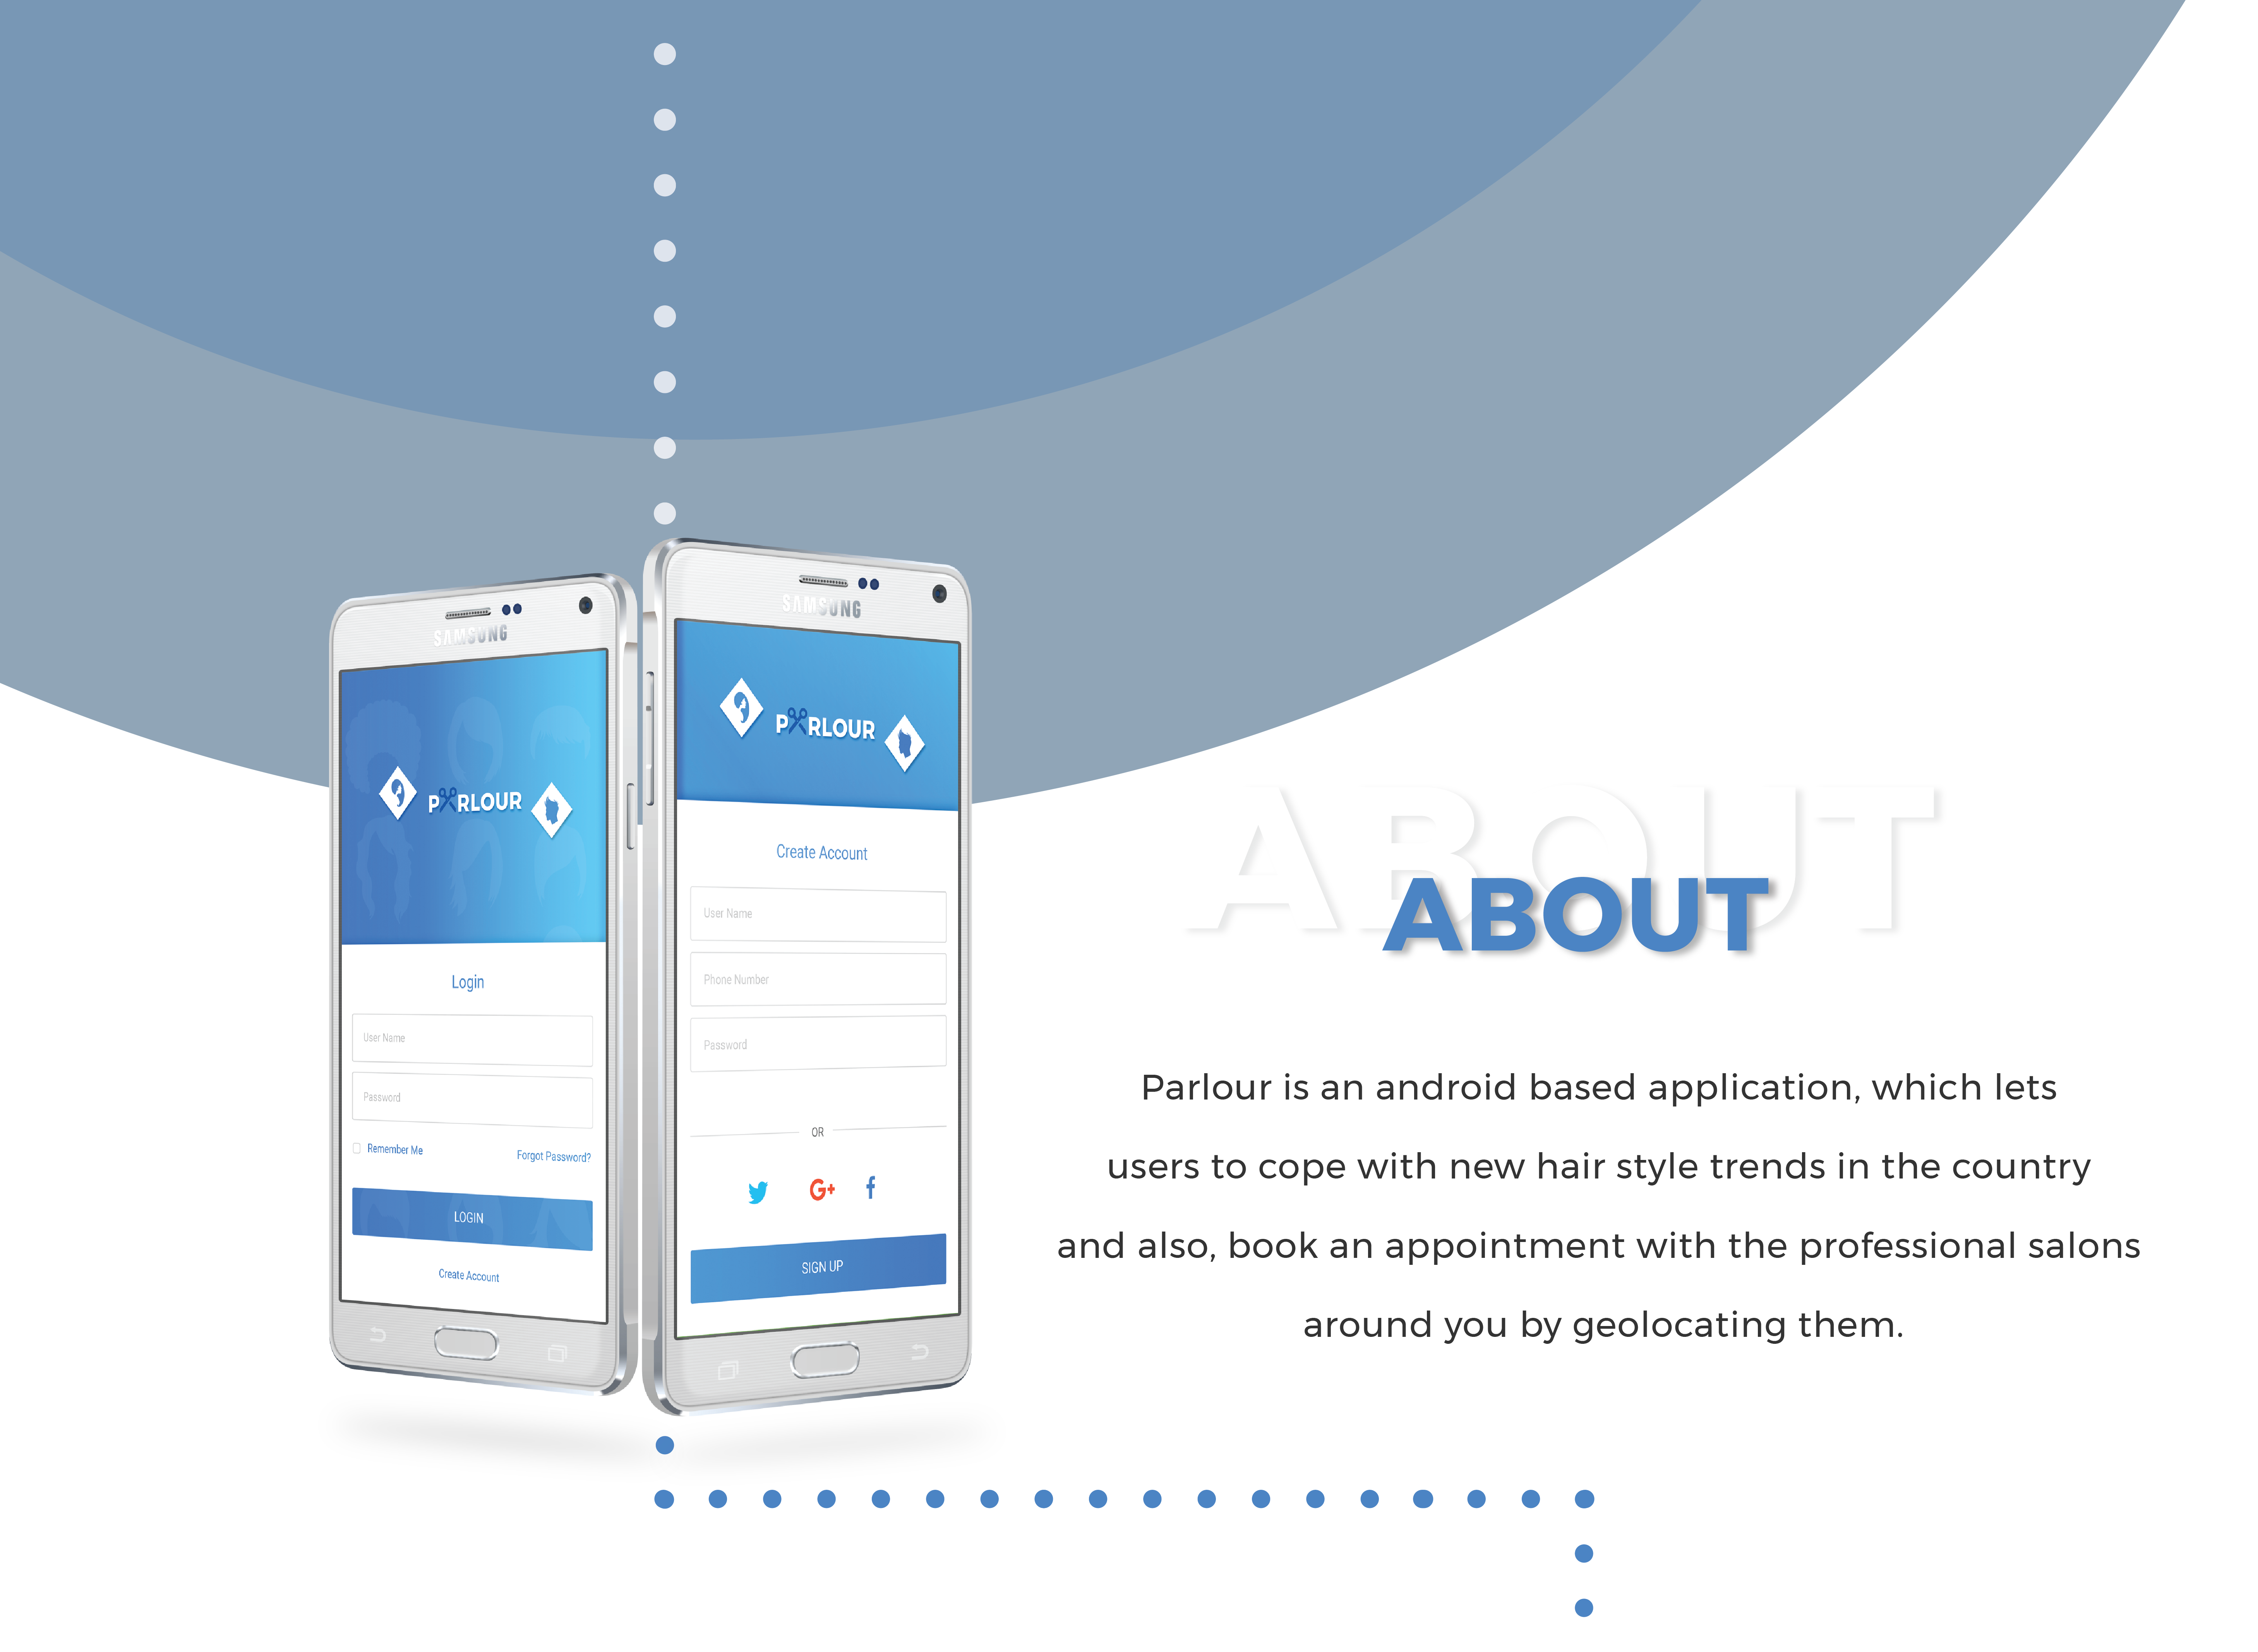 SAMSUNG
PARLOUR
Login
User Name
Password
Remember Me
Forgot Password?
LOGIN
Create Account
SAMSUNG
PARLOUR
Create Account
User Name
Phone Number
Password
OR
G+
f
SIGN UP
ABOUT
ABOUT
Parlour is an android based application, which lets
users to cope with new hair style trends in the country
and also, book an appointment with the professional salons
around you by geolocating them.